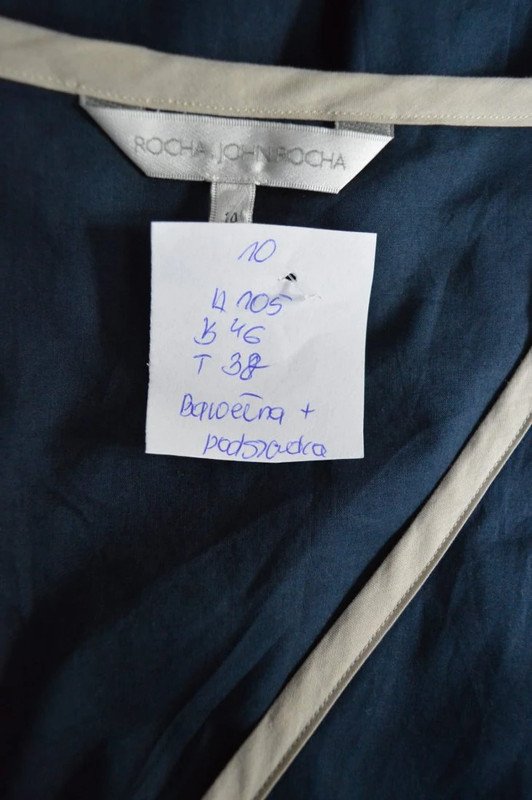 ROCHA.JOHN ROCHA
10
10
D 105
B 46
T 38
Bawełna +
podszewka